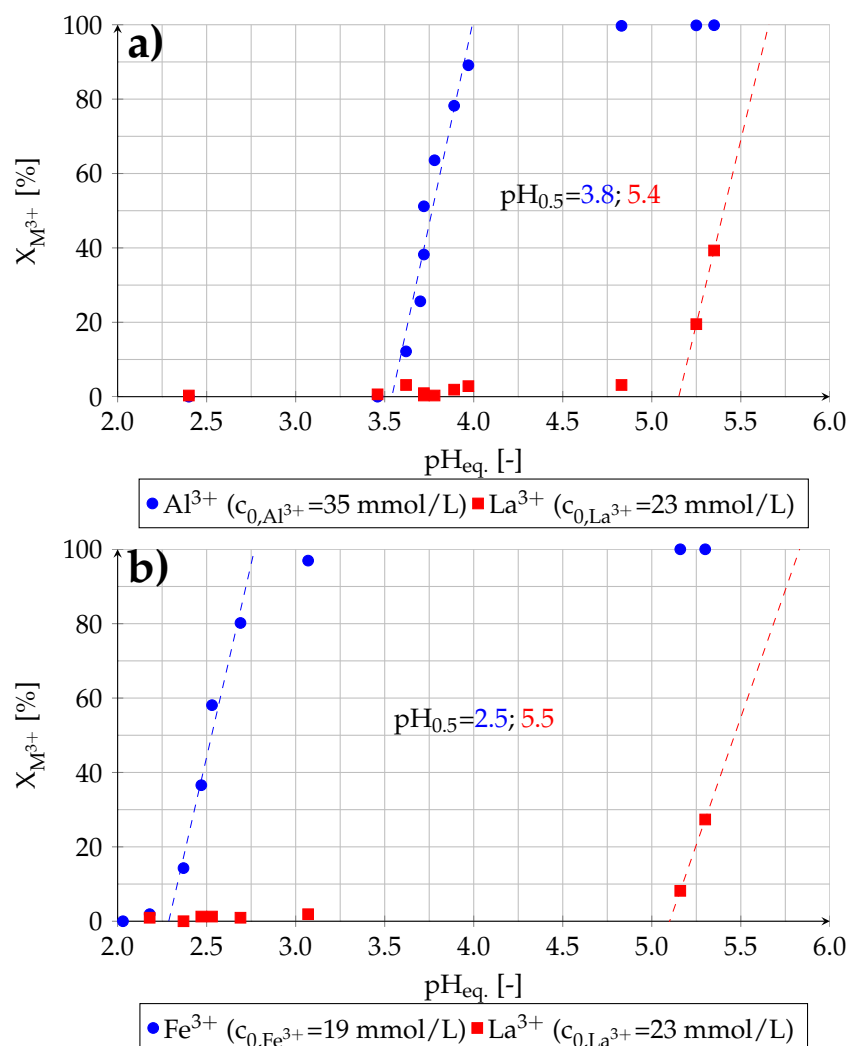 a)
100
80
60
40
20
0
X_M³⁺ [%]
pH₀.₅=3.8; 5.4
2.0 2.5 3.0 3.5 4.0 4.5 5.0 5.5 6.0
pHeq. [-]
Al³⁺ (c₀,Al³⁺=35 mmol/L) La³⁺ (c₀,La³⁺=23 mmol/L)
b)
100
80
60
40
20
0
X_M³⁺ [%]
pH₀.₅=2.5; 5.5
2.0 2.5 3.0 3.5 4.0 4.5 5.0 5.5 6.0
pHeq. [-]
Fe³⁺ (c₀,Fe³⁺=19 mmol/L) La³⁺ (c₀,La³⁺=23 mmol/L)